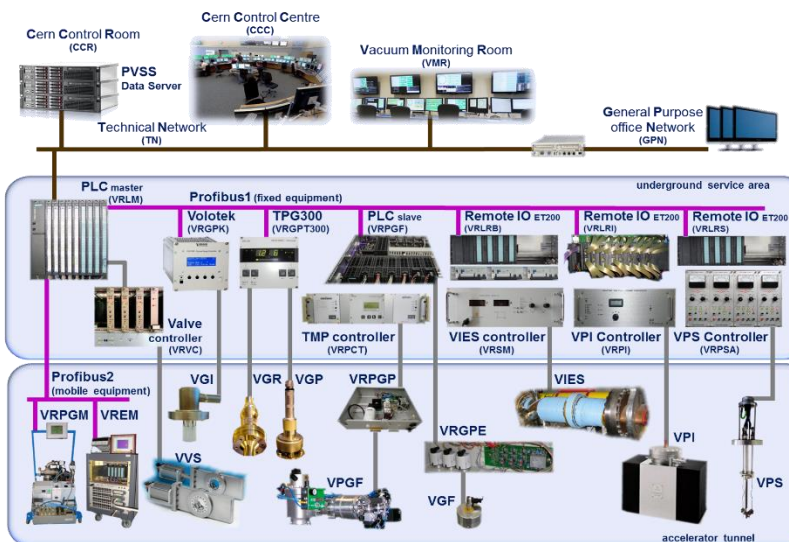 Cern Control Room
(CCR)
PVSS
Data Server
Cern Control Centre
(CCC)
Vacuum Monitoring Room
(VMR)
Technical Network
(TN)
General Purpose
office Network
(GPN)
PLC master
(VRLM)
Profibus1 (fixed equipment)
underground service area
Volotek
(VRGPK)
TPG300
(VRGPT300)
PLC slave
(VRPGF)
Remote IO ET200
(VRLRB)
Remote IO ET200
(VRLRI)
Remote IO ET200
(VRLRS)
Valve
controller
(VRVC)
TMP controller
(VRPCT)
VIES controller
(VRSM)
VPI Controller
(VRPI)
VPS Controller
(VRPSA)
Profibus2
(mobile equipment)
VRPGM
VREM
VGI
VGR
VGP
VRPGP
VIES
VRGPE
VPI
VVS
VPGF
VGF
VPS
accelerator tunnel